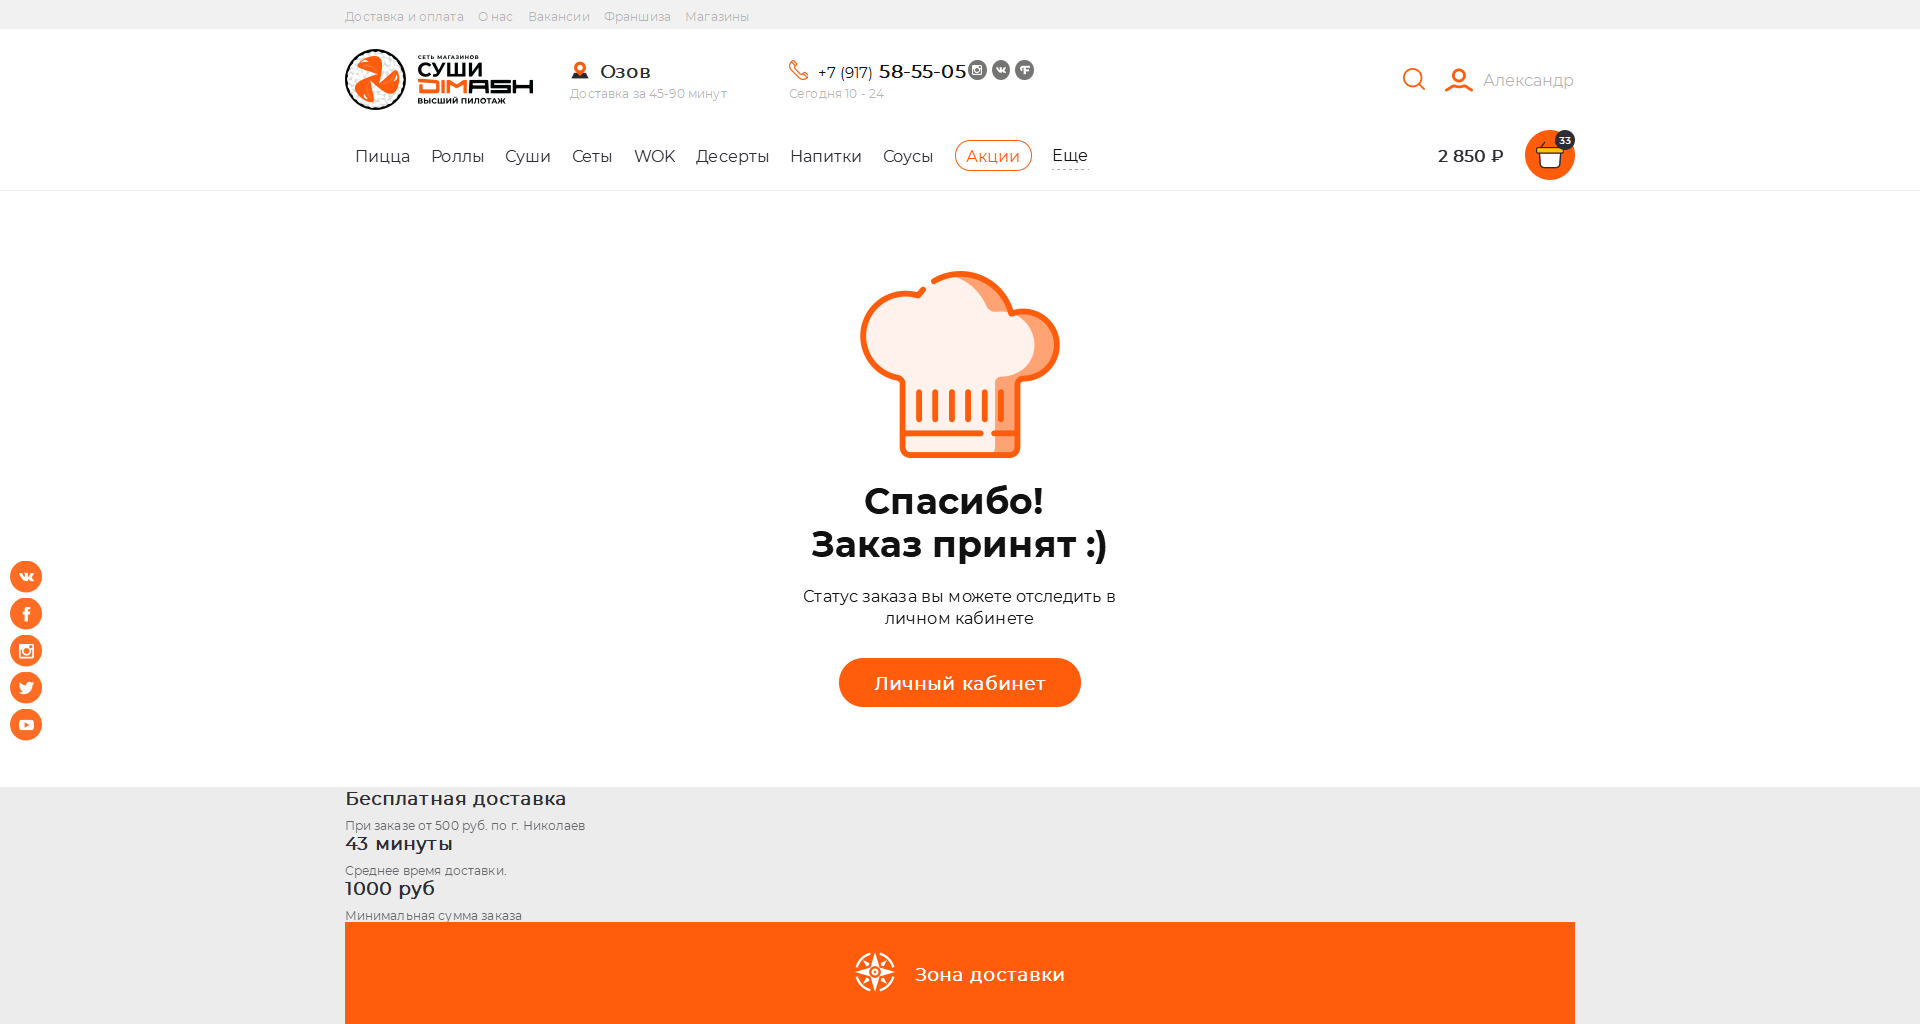 Доставка и оплата О нас Вакансии Франшиза Магазины
СЕТЬ МАГАЗИНОВ
СУШИ
DIMASH
ВЫСШИЙ ПИЛОТАЖ
Озов
Доставка за 45-90 минут
+7 (917) 58-55-05
Сегодня 10 - 24
Александр
Пицца Роллы Суши Сеты WOK Десерты Напитки Соусы Акции Еще
2 850 ₽
33
Спасибо!
Заказ принят :)
Статус заказа вы можете отследить в
личном кабинете
Личный кабинет
Бесплатная доставка
При заказе от 500 руб. по г. Николаев
43 минуты
Среднее время доставки.
1000 руб
Минимальная сумма заказа
Зона доставки